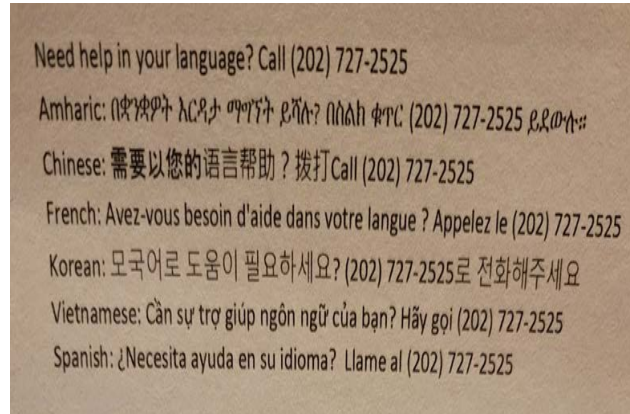 Need help in your language? Call (202) 727-2525
Amharic: በቋንቋዎት እርዳታ ማግኘት ይሻሉ? በስልክ ቁጥር (202) 727-2525 ይደውሉ።
Chinese: 需要以您的语言帮助？拨打Call (202) 727-2525
French: Avez-vous besoin d'aide dans votre langue ? Appelez le (202) 727-2525
Korean: 모국어로 도움이 필요하세요? (202) 727-2525로 전화해주세요
Vietnamese: Cần sự trợ giúp ngôn ngữ của bạn? Hãy gọi (202) 727-2525
Spanish: ¿Necesita ayuda en su idioma? Llame al (202) 727-2525